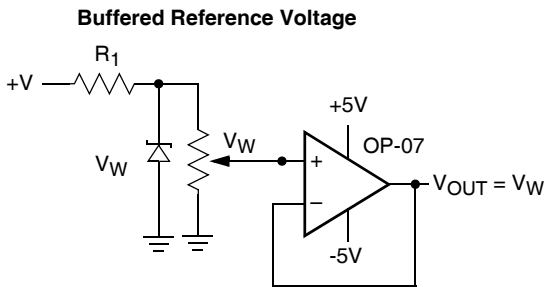 Buffered Reference Voltage
R1
+V
+5V
VW
OP-07
VW
+
VOUT = VW
−
-5V